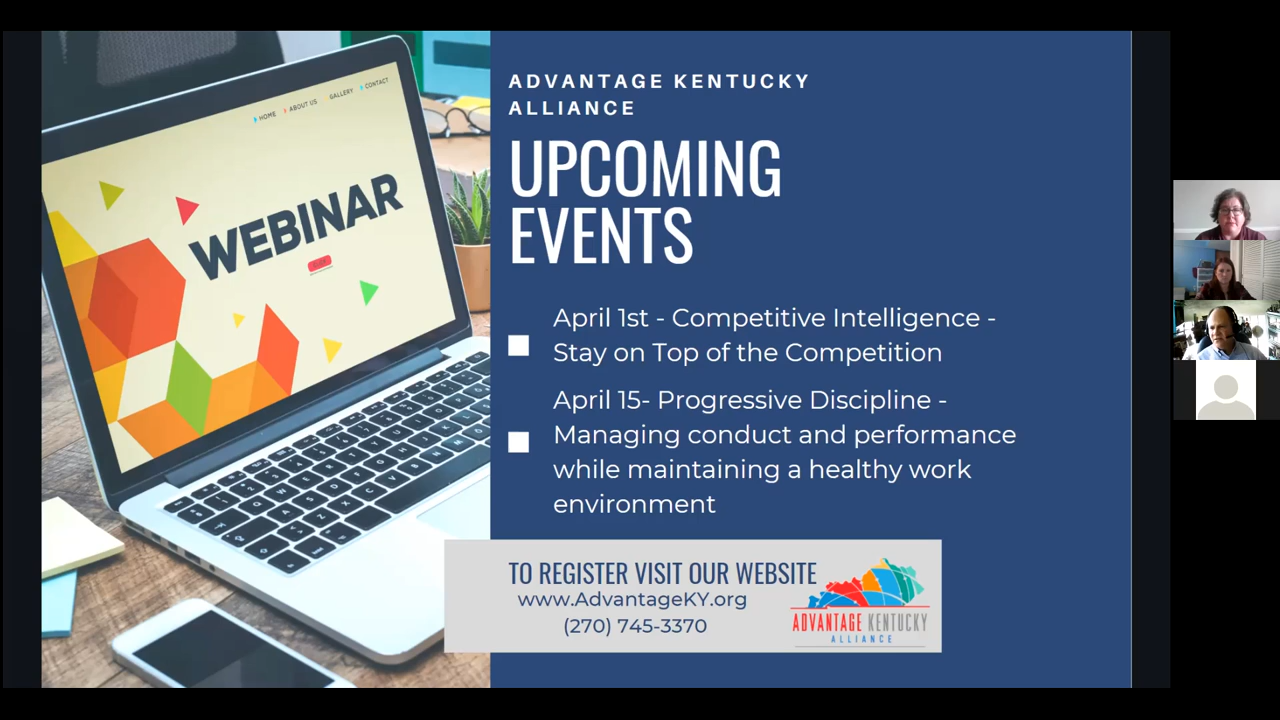 ADVANTAGE KENTUCKY
ALLIANCE
UPCOMING
EVENTS
April 1st - Competitive Intelligence -
Stay on Top of the Competition
April 15- Progressive Discipline -
Managing conduct and performance
while maintaining a healthy work
environment
TO REGISTER VISIT OUR WEBSITE
www.AdvantageKY.org
(270) 745-3370
ADVANTAGE KENTUCKY
ALLIANCE
HOME ABOUT US GALLERY CONTACT
WEBINAR